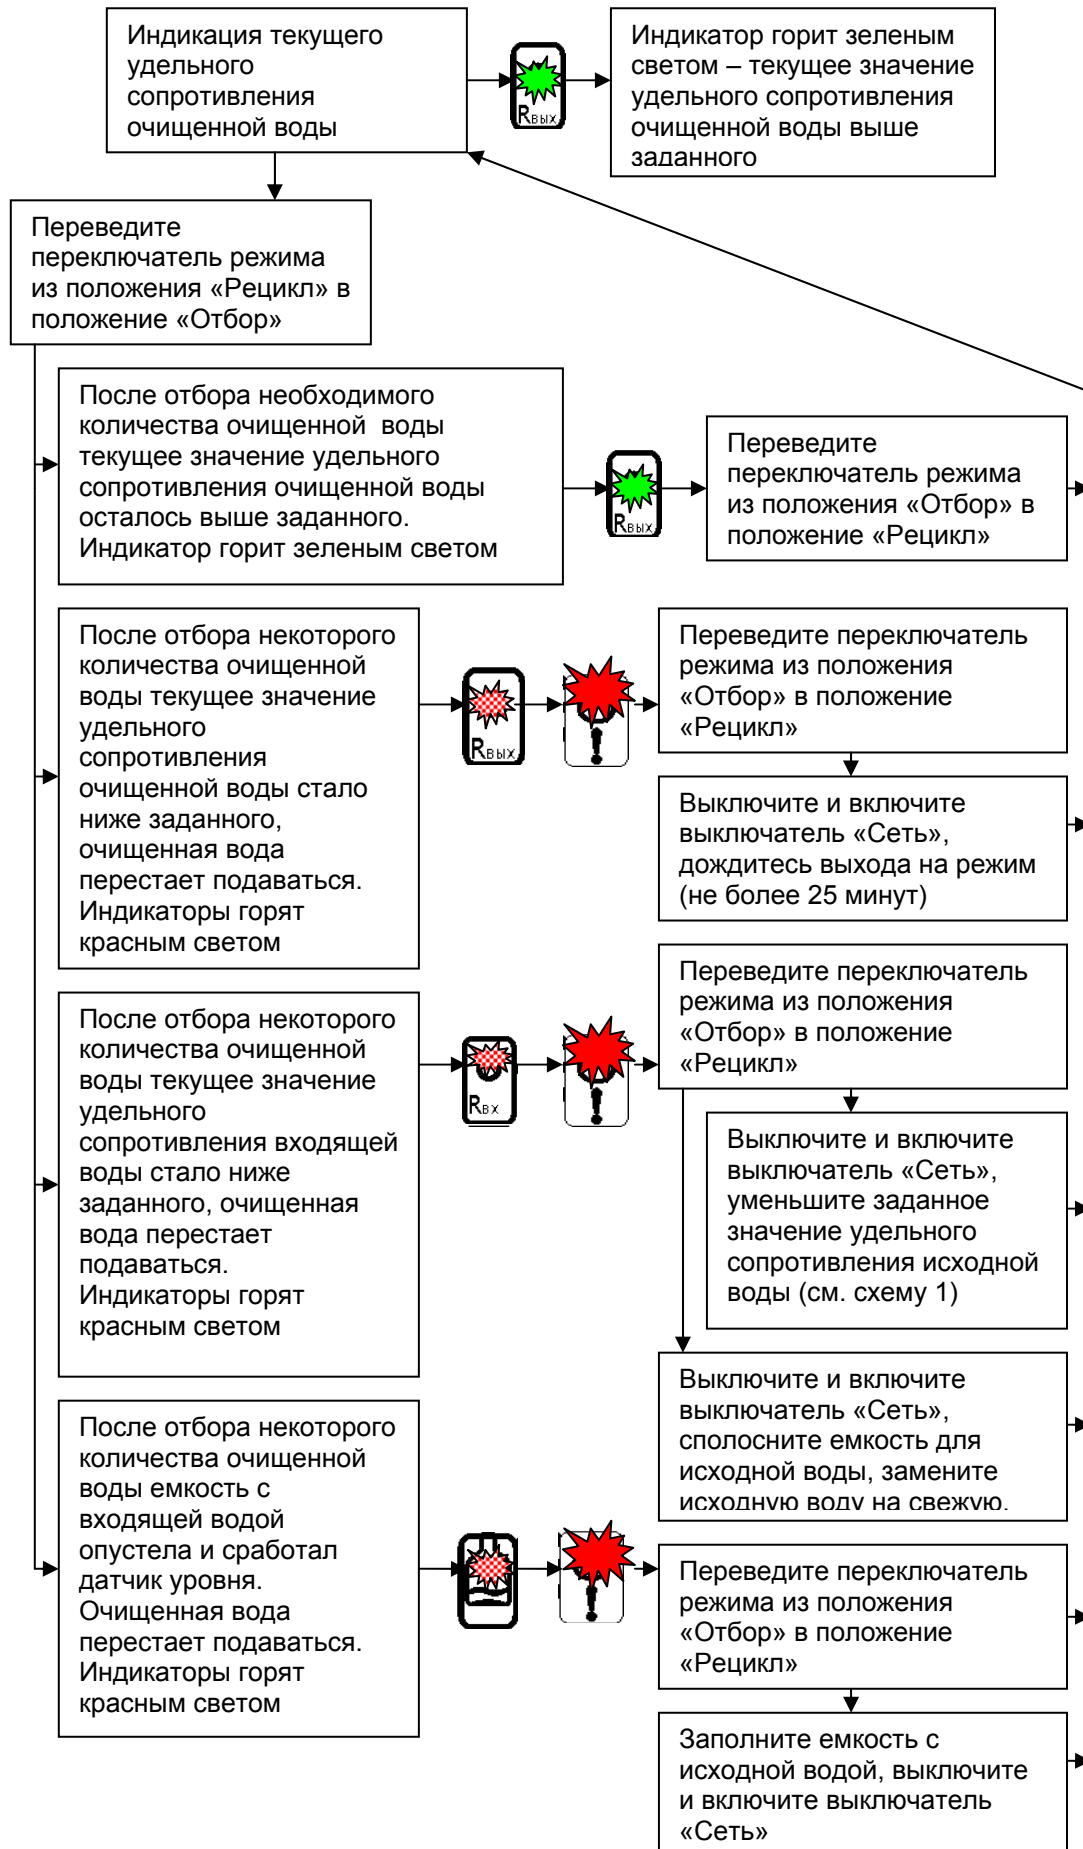 Индикация текущего
удельного
сопротивления
очищенной воды
Rвых
Индикатор горит зеленым
светом – текущее значение
удельного сопротивления
очищенной воды выше
заданного
Переведите
переключатель режима
из положения «Рецикл» в
положение «Отбор»
После отбора необходимого
количества очищенной воды
текущее значение удельного
сопротивления очищенной воды
осталось выше заданного.
Индикатор горит зеленым светом
Rвых
Переведите
переключатель режима
из положения «Отбор» в
положение «Рецикл»
После отбора некоторого
количества очищенной
воды текущее значение
удельного
сопротивления
очищенной воды стало
ниже заданного,
очищенная вода
перестает подаваться.
Индикаторы горят
красным светом
Rвых
!
Переведите переключатель
режима из положения
«Отбор» в положение
«Рецикл»
Выключите и включите
выключатель «Сеть»,
дождитесь выхода на режим
(не более 25 минут)
После отбора некоторого
количества очищенной
воды текущее значение
удельного
сопротивления входящей
воды стало ниже
заданного, очищенная
вода перестает
подаваться.
Индикаторы горят
красным светом
Rвх
!
Переведите переключатель
режима из положения
«Отбор» в положение
«Рецикл»
Выключите и включите
выключатель «Сеть»,
уменьшите заданное
значение удельного
сопротивления исходной
воды (см. схему 1)
Выключите и включите
выключатель «Сеть»,
сполосните емкость для
исходной воды, замените
исходную воду на свежую.
После отбора некоторого
количества очищенной
воды емкость с
входящей водой
опустела и сработал
датчик уровня.
Очищенная вода
перестает подаваться.
Индикаторы горят
красным светом
!
Переведите переключатель
режима из положения
«Отбор» в положение
«Рецикл»
Заполните емкость с
исходной водой, выключите
и включите выключатель
«Сеть»